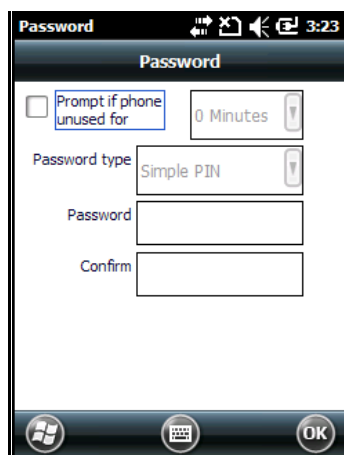 Password 3:23
Password
Prompt if phone
unused for
0 Minutes
Password type
Simple PIN
Password
Confirm
OK